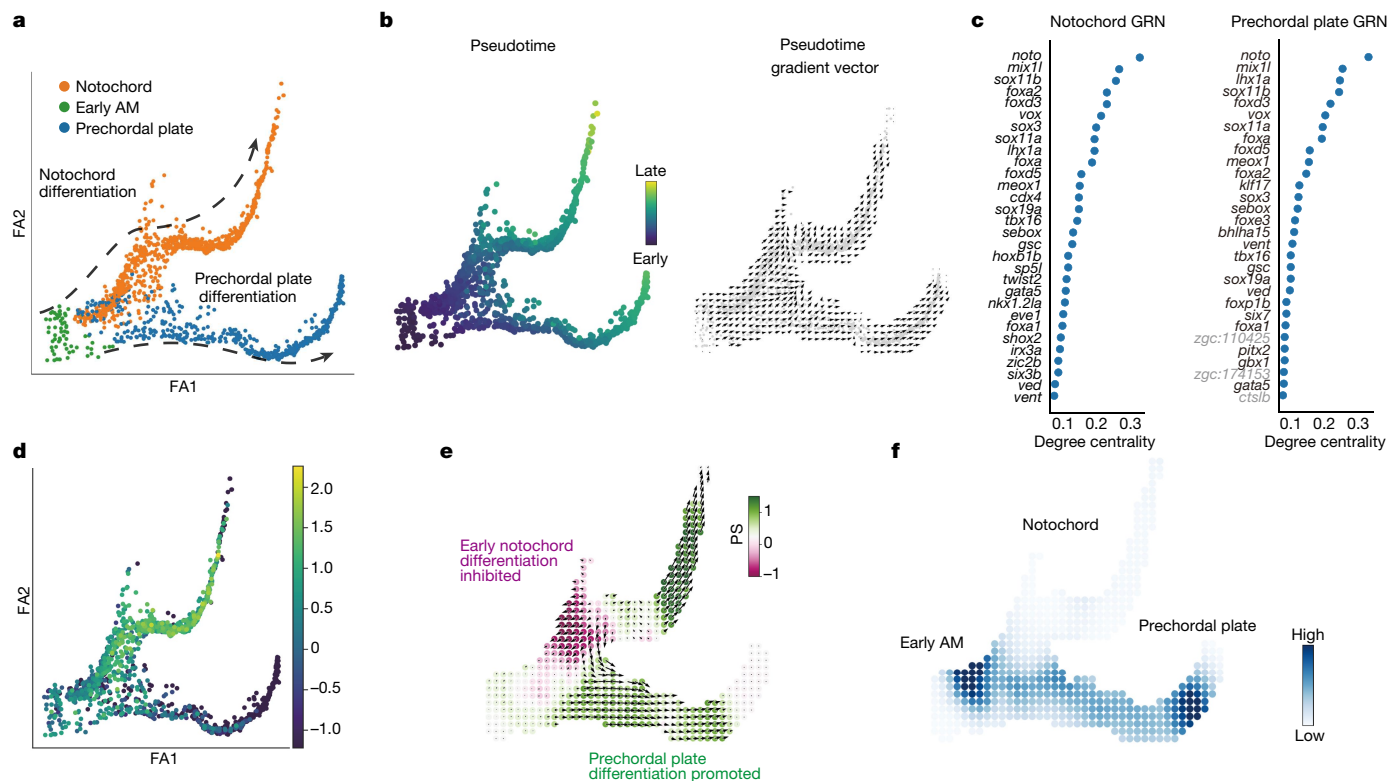 a
Notochord
Early AM
Prechordal plate
Notochord
differentiation
Prechordal plate
differentiation
FA2
FA1
b
Pseudotime
Late
Early
Pseudotime
gradient vector
c
Notochord GRN
noto
mix1l
sox11b
foxa2
foxd3
vox
sox3
sox11a
lhx1a
foxa
foxd5
meox1
cdx4
sox19a
tbx16
sebox
gsc
hoxb1b
sp5l
twist2
gata5
nkx1.2la
eve1
foxa1
shox2
irx3a
zic2b
six3b
ved
vent
0.1 0.2 0.3
Degree centrality
Prechordal plate GRN
noto
mix1l
lhx1a
sox11b
foxd3
vox
sox11a
foxa
foxd5
meox1
foxa2
klf17
sox3
sebox
foxe3
bhlha15
vent
tbx16
gsc
sox19a
ved
foxp1b
six7
foxa1
zgc:110425
pitx2
gbx1
zgc:174153
gata5
ctslb
0.1 0.2 0.3
Degree centrality
d
FA2
FA1
2.0
1.5
1.0
0.5
0
−0.5
−1.0
e
Early notochord
differentiation
inhibited
PS
1
0
−1
Prechordal plate
differentiation promoted
f
Notochord
Early AM
Prechordal plate
High
Low